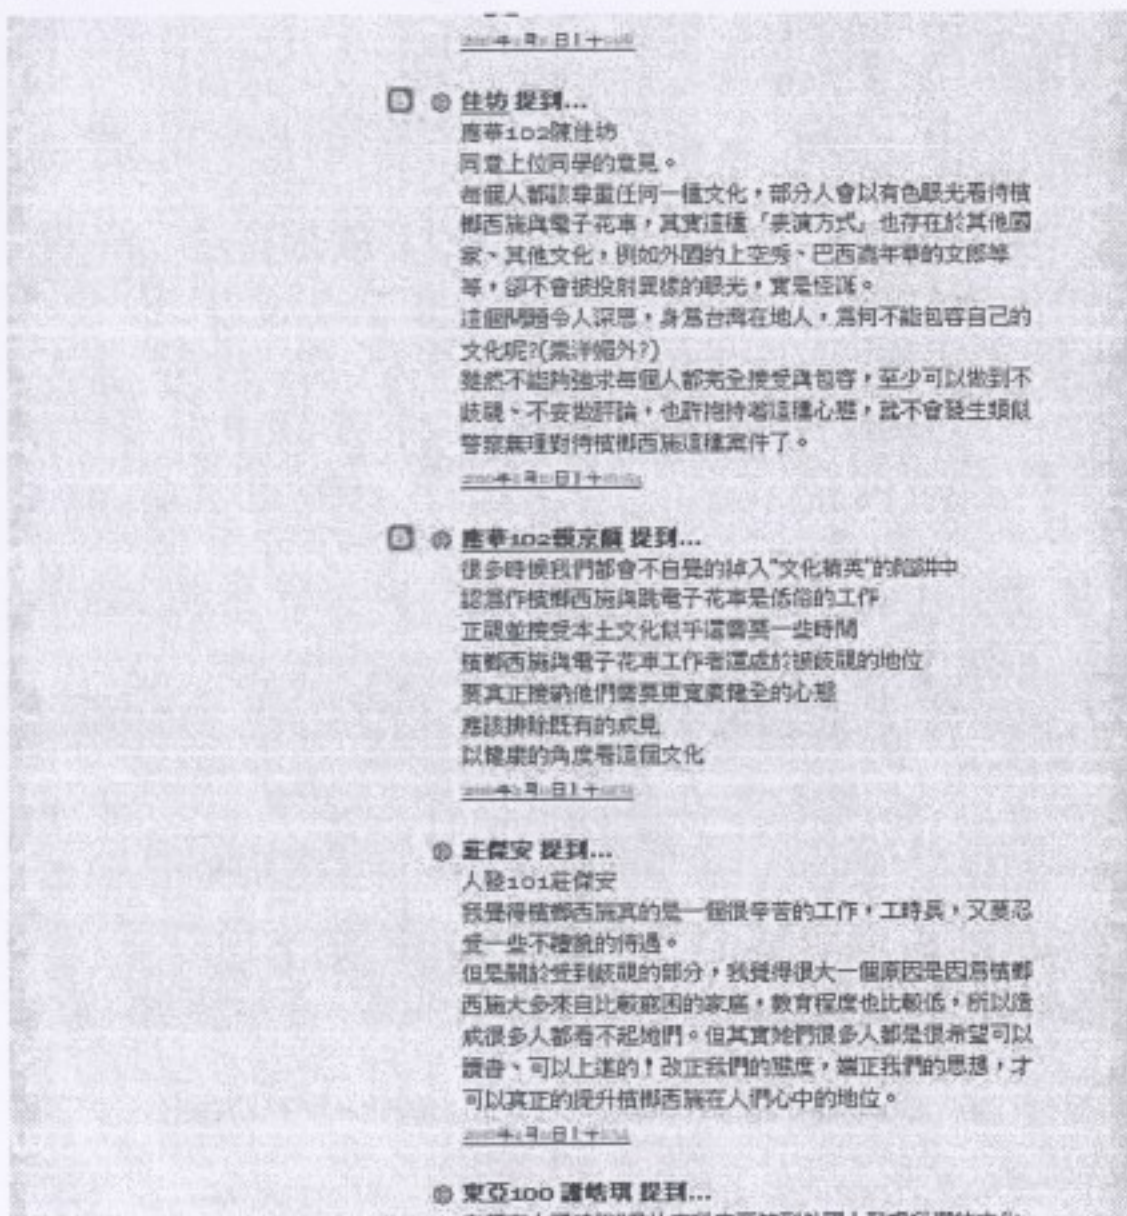 佳坊 提到...
應華102陳佳坊
同意上位同學的意見。
每個人都該尊重任何一種文化，部分人會以有色眼光看待檳
榔西施與電子花車，其實這種「表演方式」也存在於其他國
家、其他文化，例如外國的上空秀、巴西嘉年華的女郎等
等，卻不會被投射異樣的眼光，實是怪誕。
這個問題令人深思，身為台灣在地人，為何不能包容自己的
文化呢?(崇洋媚外?)
雖然不能夠強求每個人都完全接受與包容，至少可以做到不
歧視、不妄做評論，也許抱持著這種心態，就不會發生類似
警察無理對待檳榔西施這種案件了。
應華102 提到...
很多時候我們都會不自覺的掉入"文化精英"的陷阱中
認為作檳榔西施與跳電子花車是低俗的工作
正視並接受本土文化似乎還需要一些時間
檳榔西施與電子花車工作者還處於被歧視的地位
要真正接納他們需要更寬廣健全的心態
應該排除既有的成見
以健康的角度看這個文化
莊傑安 提到...
人發101莊傑安
我覺得檳榔西施真的是一個很辛苦的工作，工時長，又要忍
受一些不禮貌的待遇。
但是關於受到歧視的部分，我覺得很大一個原因是因為檳榔
西施大多來自比較窮困的家庭，教育程度也比較低，所以造
成很多人都看不起她們。但其實她們很多人都是很希望可以
讀書、可以上進的！改正我們的態度，端正我們的思想，才
可以真正的提升檳榔西施在人們心中的地位。
東亞100 提到...